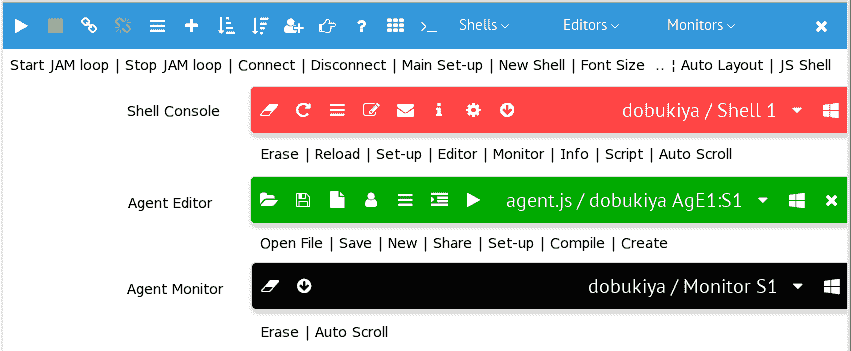 Shells Editors Monitors
Start JAM loop | Stop JAM loop | Connect | Disconnect | Main Set-up | New Shell | Font Size .. ¦ Auto Layout | JS Shell
Shell Console
dobukiya / Shell 1
Erase | Reload | Set-up | Editor | Monitor | Info | Script | Auto Scroll
Agent Editor
agent.js / dobukiya AgE1:S1
Open File | Save | New | Share | Set-up | Compile | Create
Agent Monitor
dobukiya / Monitor S1
Erase | Auto Scroll